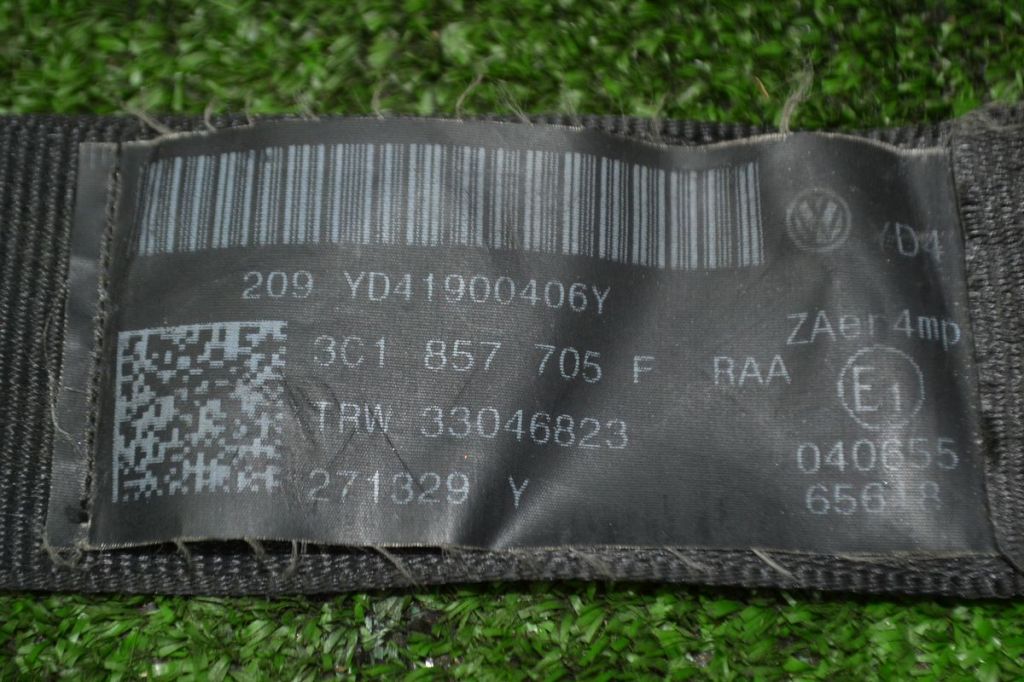 209 YD41900406Y
3C1 857 705 F RAA
TRW 33046823
271329 Y
YD4
ZAer4mp
E1
040655